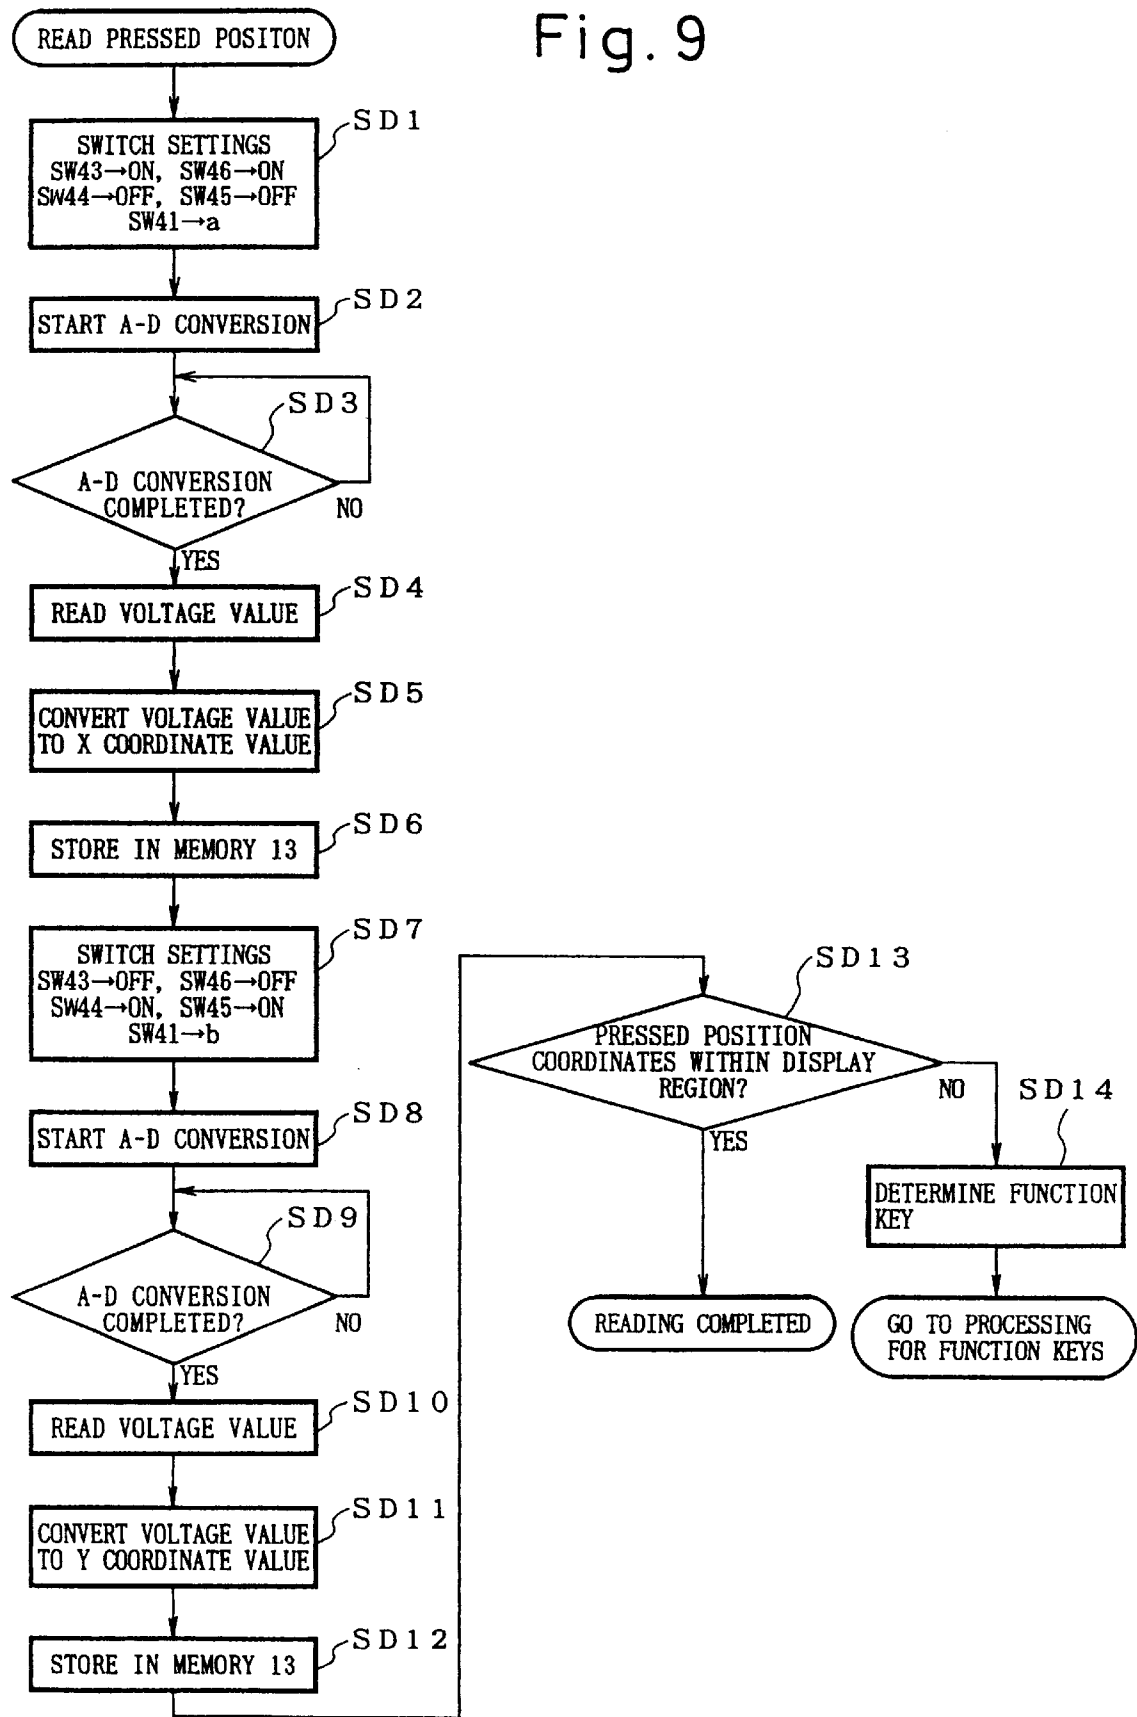 Fig. 9
READ PRESSED POSITON
SD1
SWITCH SETTINGS
SW43→ON, SW46→ON
SW44→OFF, SW45→OFF
SW41→a
SD2
START A-D CONVERSION
SD3
A-D CONVERSION
COMPLETED?
NO
YES
SD4
READ VOLTAGE VALUE
SD5
CONVERT VOLTAGE VALUE
TO X COORDINATE VALUE
SD6
STORE IN MEMORY 13
SD7
SWITCH SETTINGS
SW43→OFF, SW46→OFF
SW44→ON, SW45→ON
SW41→b
SD8
START A-D CONVERSION
SD9
A-D CONVERSION
COMPLETED?
NO
YES
SD10
READ VOLTAGE VALUE
SD11
CONVERT VOLTAGE VALUE
TO Y COORDINATE VALUE
SD12
STORE IN MEMORY 13
SD13
PRESSED POSITION
COORDINATES WITHIN DISPLAY
REGION?
NO
YES
SD14
DETERMINE FUNCTION
KEY
READING COMPLETED
GO TO PROCESSING
FOR FUNCTION KEYS